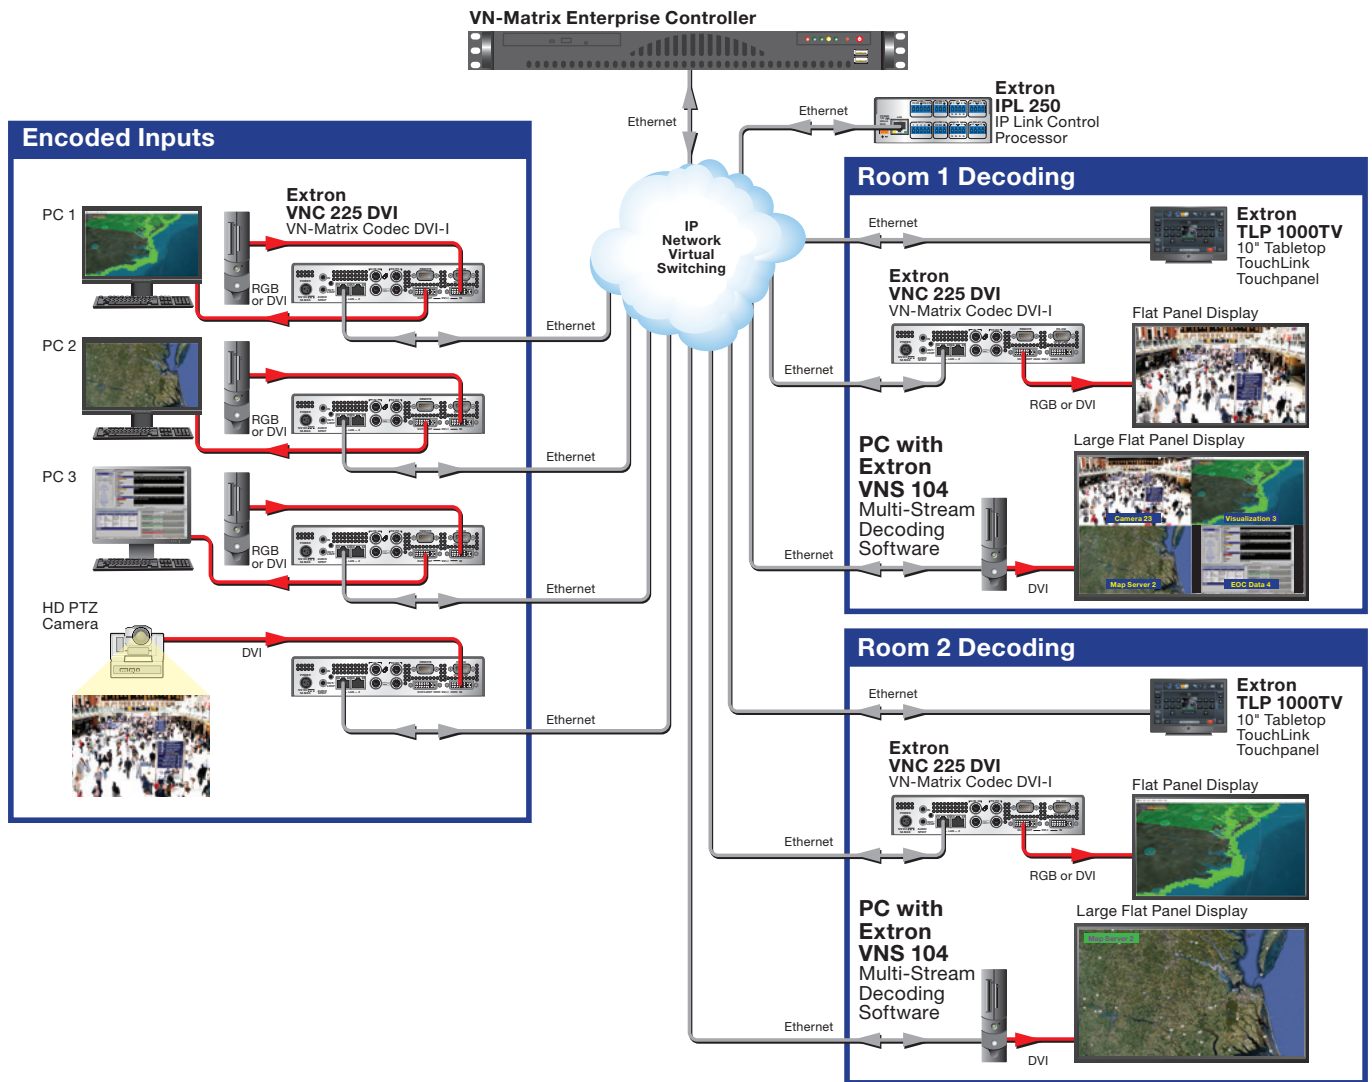 VN-Matrix Enterprise Controller
Ethernet
Ethernet
Extron
IPL 250
IP Link Control
Processor
Encoded Inputs
PC 1
Extron
VNC 225 DVI
VN-Matrix Codec DVI-I
RGB
or DVI
Ethernet
PC 2
RGB
or DVI
Ethernet
PC 3
RGB
or DVI
Ethernet
HD PTZ
Camera
DVI
Ethernet
IP
Network
Virtual
Switching
Room 1 Decoding
Ethernet
Extron
TLP 1000TV
10" Tabletop
TouchLink
Touchpanel
Extron
VNC 225 DVI
VN-Matrix Codec DVI-I
Flat Panel Display
Ethernet
RGB or DVI
PC with
Extron
VNS 104
Multi-Stream
Decoding
Software
Large Flat Panel Display
Camera 23
Visualization 3
Map Server 2
EOC Data 4
Ethernet
DVI
Room 2 Decoding
Ethernet
Extron
TLP 1000TV
10" Tabletop
TouchLink
Touchpanel
Extron
VNC 225 DVI
VN-Matrix Codec DVI-I
Flat Panel Display
Ethernet
RGB or DVI
PC with
Extron
VNS 104
Multi-Stream
Decoding
Software
Large Flat Panel Display
Map Server 2
Ethernet
DVI